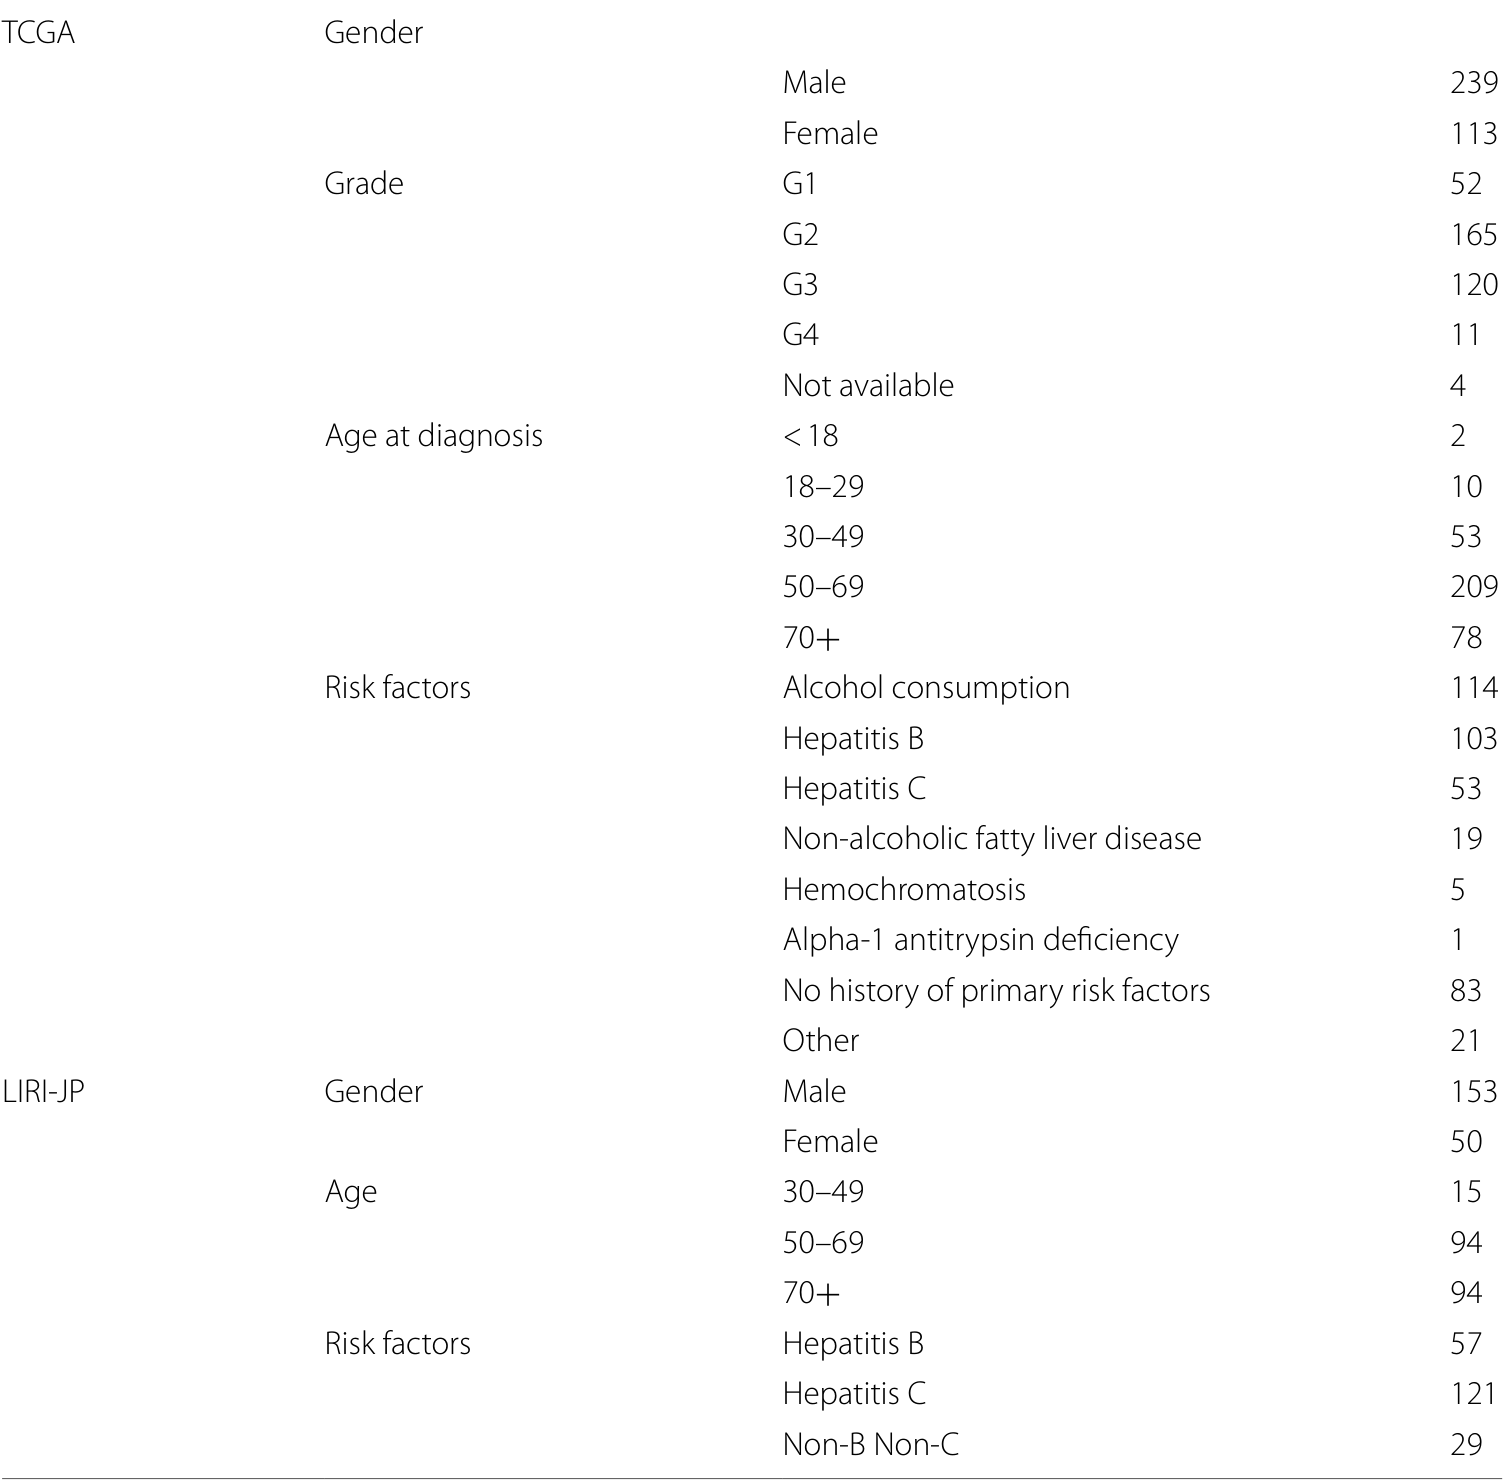 TCGA Gender
Male 239
Female 113
Grade G1 52
G2 165
G3 120
G4 11
Not available 4
Age at diagnosis < 18 2
18–29 10
30–49 53
50–69 209
70+ 78
Risk factors Alcohol consumption 114
Hepatitis B 103
Hepatitis C 53
Non-alcoholic fatty liver disease 19
Hemochromatosis 5
Alpha-1 antitrypsin deficiency 1
No history of primary risk factors 83
Other 21
LIRI-JP Gender Male 153
Female 50
Age 30–49 15
50–69 94
70+ 94
Risk factors Hepatitis B 57
Hepatitis C 121
Non-B Non-C 29